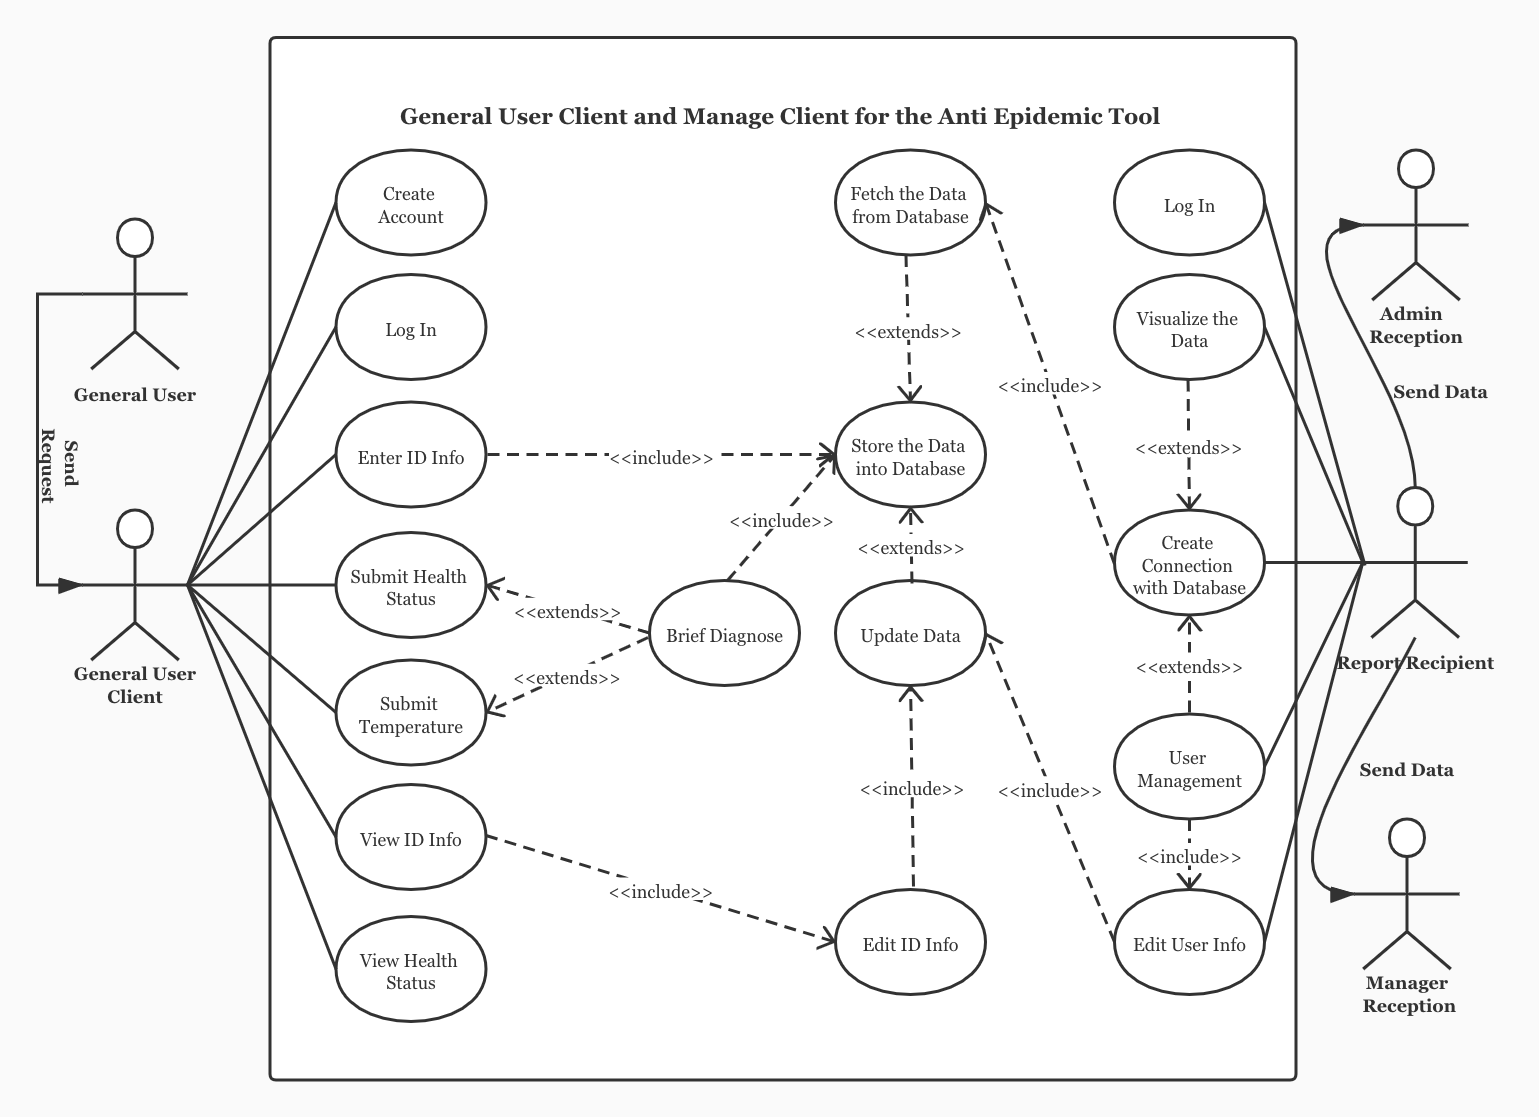 General User Client and Manage Client for the Anti Epidemic Tool
General User
Send
Request
General User
Client
Create
Account
Log In
Enter ID Info
Submit Health
Status
Submit
Temperature
View ID Info
View Health
Status
<<include>>
<<include>>
<<extends>>
<<extends>>
Brief Diagnose
<<include>>
Fetch the Data
from Database
<<extends>>
Store the Data
into Database
<<extends>>
Update Data
<<include>>
Edit ID Info
<<include>>
<<include>>
Log In
Visualize the
Data
<<extends>>
Create
Connection
with Database
<<extends>>
User
Management
<<include>>
Edit User Info
Admin
Reception
Send Data
Report Recipient
Send Data
Manager
Reception